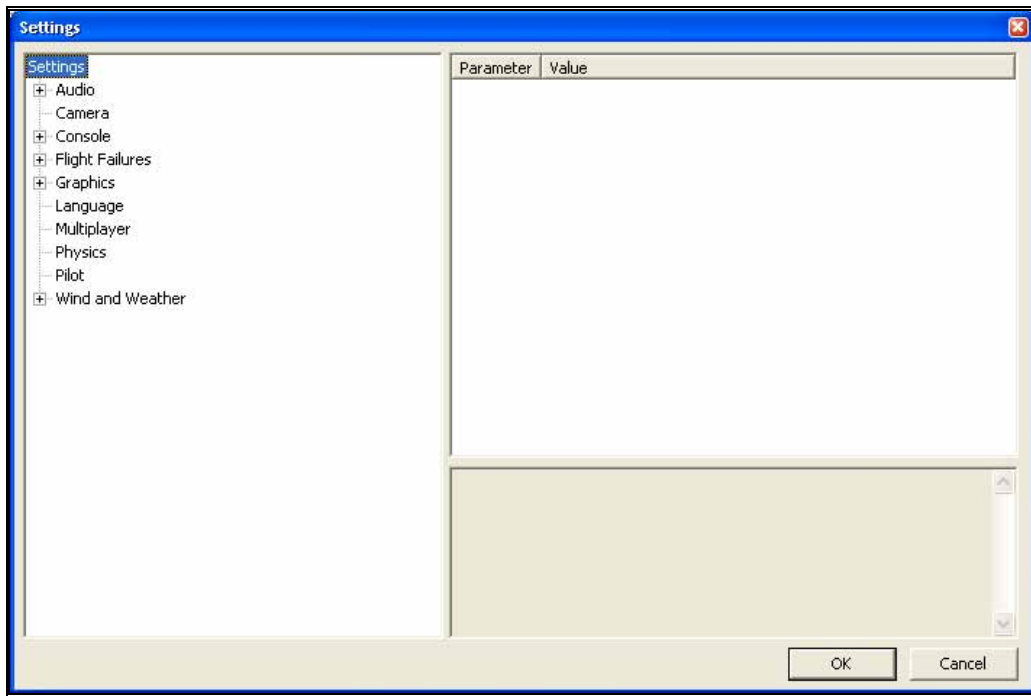 Settings
Settings
Audio
Camera
Console
Flight Failures
Graphics
Language
Multiplayer
Physics
Pilot
Wind and Weather
Parameter Value
OK Cancel